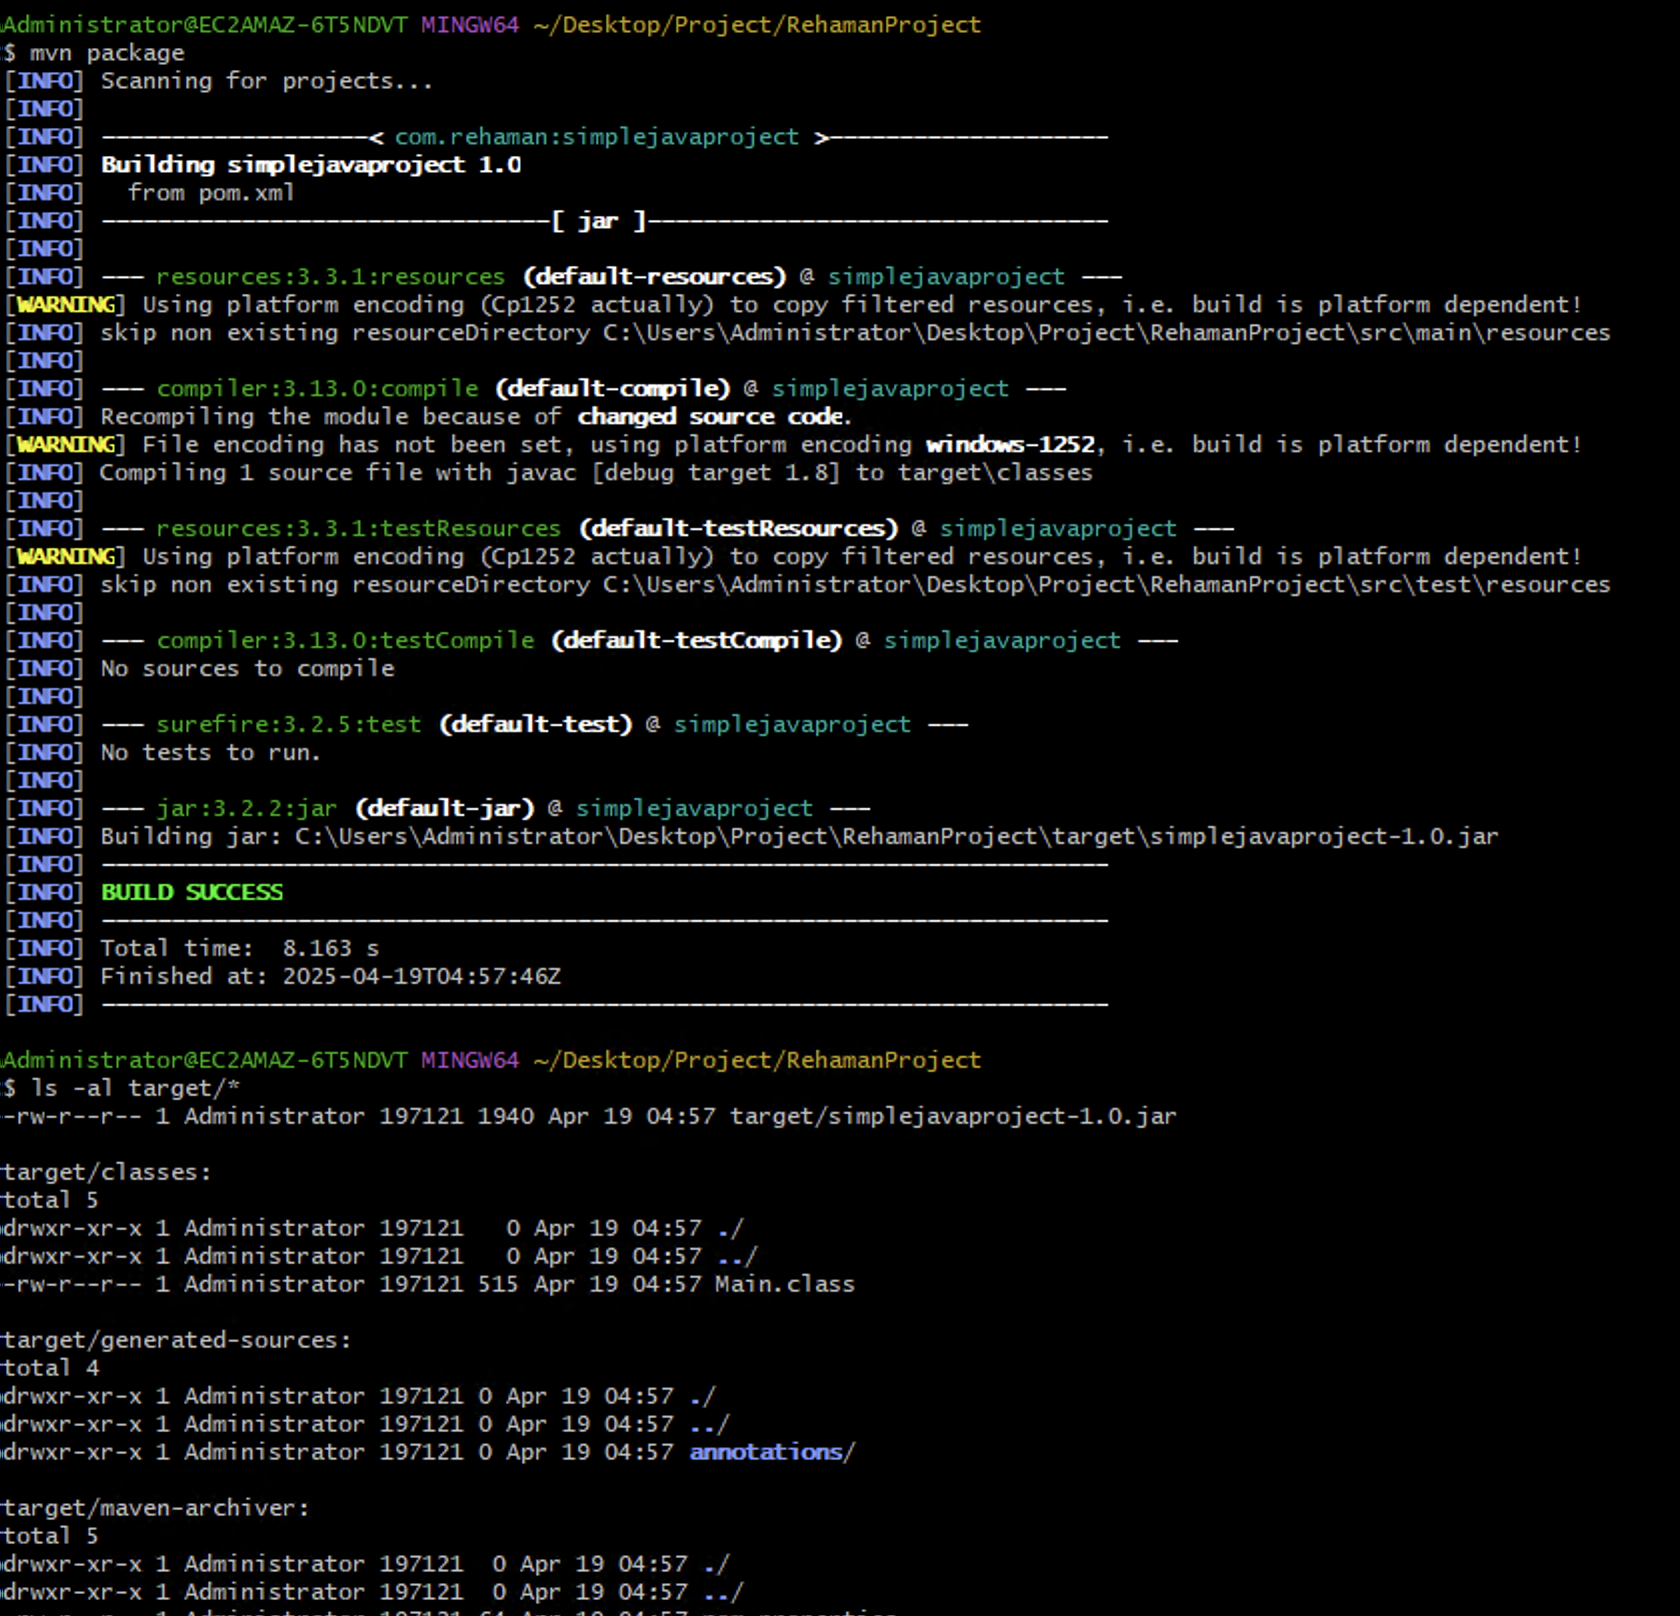 Administrator@EC2AMAZ-6T5NDVT MINGW64 ~/Desktop/Project/RehamanProject
$ mvn package
[INFO] Scanning for projects...
[INFO]
[INFO] -------------------< com.rehaman:simplejavaproject >--------------------
[INFO] Building simplejavaproject 1.0
[INFO]   from pom.xml
[INFO] --------------------------------[ jar ]---------------------------------
[INFO]
[INFO] --- resources:3.3.1:resources (default-resources) @ simplejavaproject ---
[WARNING] Using platform encoding (Cp1252 actually) to copy filtered resources, i.e. build is platform dependent!
[INFO] skip non existing resourceDirectory C:\Users\Administrator\Desktop\Project\RehamanProject\src\main\resources
[INFO]
[INFO] --- compiler:3.13.0:compile (default-compile) @ simplejavaproject ---
[INFO] Recompiling the module because of changed source code.
[WARNING] File encoding has not been set, using platform encoding windows-1252, i.e. build is platform dependent!
[INFO] Compiling 1 source file with javac [debug target 1.8] to target\classes
[INFO]
[INFO] --- resources:3.3.1:testResources (default-testResources) @ simplejavaproject ---
[WARNING] Using platform encoding (Cp1252 actually) to copy filtered resources, i.e. build is platform dependent!
[INFO] skip non existing resourceDirectory C:\Users\Administrator\Desktop\Project\RehamanProject\src\test\resources
[INFO]
[INFO] --- compiler:3.13.0:testCompile (default-testCompile) @ simplejavaproject ---
[INFO] No sources to compile
[INFO]
[INFO] --- surefire:3.2.5:test (default-test) @ simplejavaproject ---
[INFO] No tests to run.
[INFO]
[INFO] --- jar:3.2.2:jar (default-jar) @ simplejavaproject ---
[INFO] Building jar: C:\Users\Administrator\Desktop\Project\RehamanProject\target\simplejavaproject-1.0.jar
[INFO] ------------------------------------------------------------------------
[INFO] BUILD SUCCESS
[INFO] ------------------------------------------------------------------------
[INFO] Total time:  8.163 s
[INFO] Finished at: 2025-04-19T04:57:46Z
[INFO] ------------------------------------------------------------------------
Administrator@EC2AMAZ-6T5NDVT MINGW64 ~/Desktop/Project/RehamanProject
$ ls -al target/*
-rw-r--r-- 1 Administrator 197121 1940 Apr 19 04:57 target/simplejavaproject-1.0.jar
target/classes:
total 5
drwxr-xr-x 1 Administrator 197121   0 Apr 19 04:57 ./
drwxr-xr-x 1 Administrator 197121   0 Apr 19 04:57 ../
-rw-r--r-- 1 Administrator 197121 515 Apr 19 04:57 Main.class
target/generated-sources:
total 4
drwxr-xr-x 1 Administrator 197121 0 Apr 19 04:57 ./
drwxr-xr-x 1 Administrator 197121 0 Apr 19 04:57 ../
drwxr-xr-x 1 Administrator 197121 0 Apr 19 04:57 annotations/
target/maven-archiver:
total 5
drwxr-xr-x 1 Administrator 197121  0 Apr 19 04:57 ./
drwxr-xr-x 1 Administrator 197121  0 Apr 19 04:57 ../